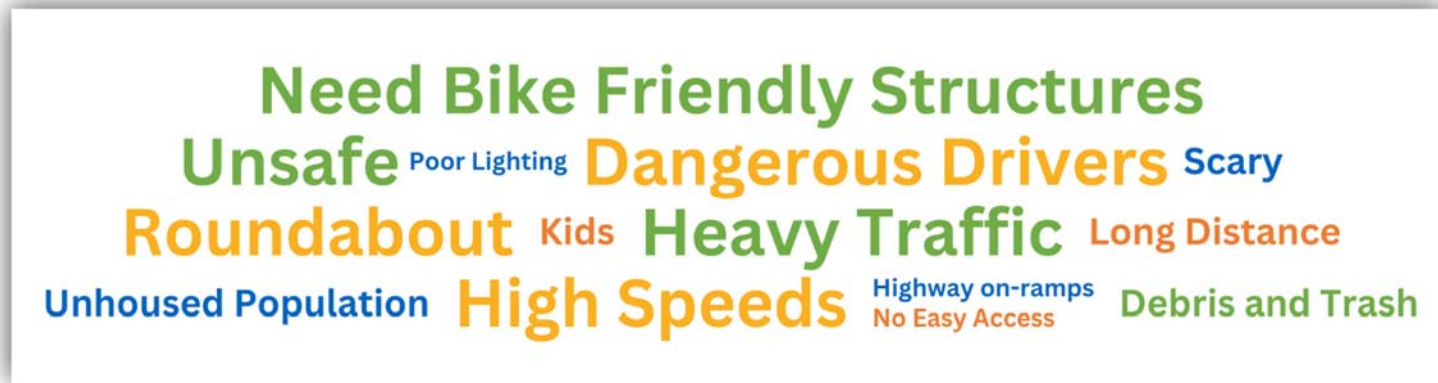 Need Bike Friendly Structures
Unsafe Poor Lighting Dangerous Drivers Scary
Roundabout Kids Heavy Traffic Long Distance
Unhoused Population High Speeds Highway on-ramps
No Easy Access Debris and Trash